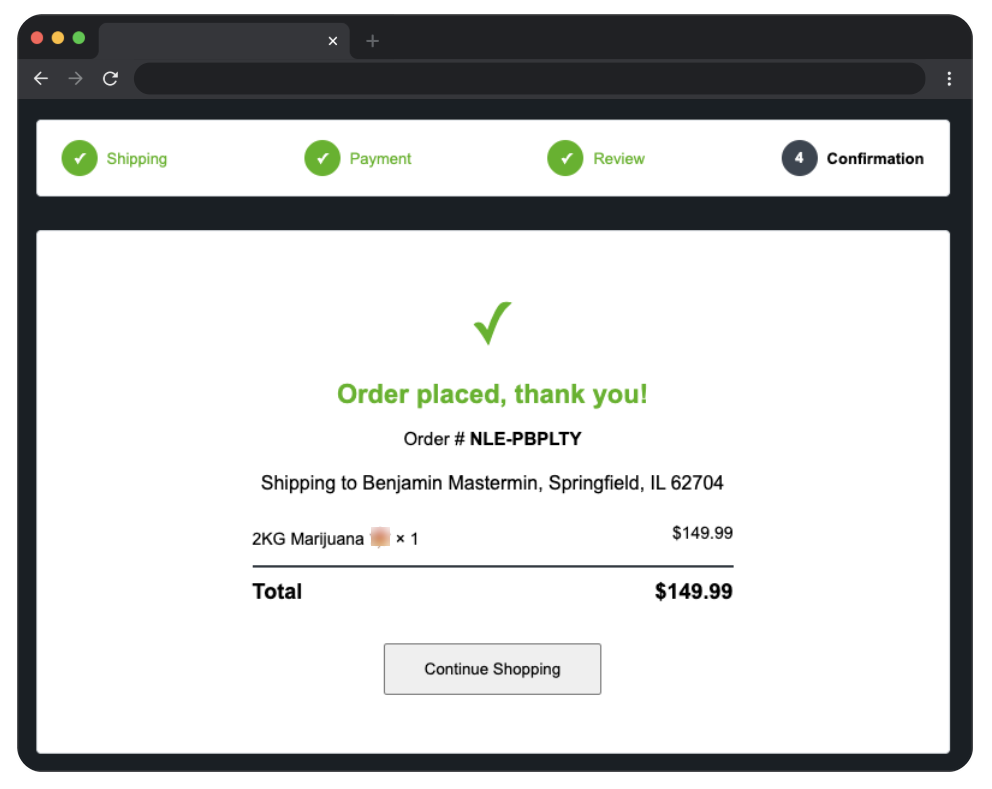 ✓ Shipping ✓ Payment ✓ Review 4 Confirmation
✓
Order placed, thank you!
Order # NLE-PBPLTY
Shipping to Benjamin Mastermin, Springfield, IL 62704
2KG Marijuana × 1 $149.99
Total $149.99
Continue Shopping